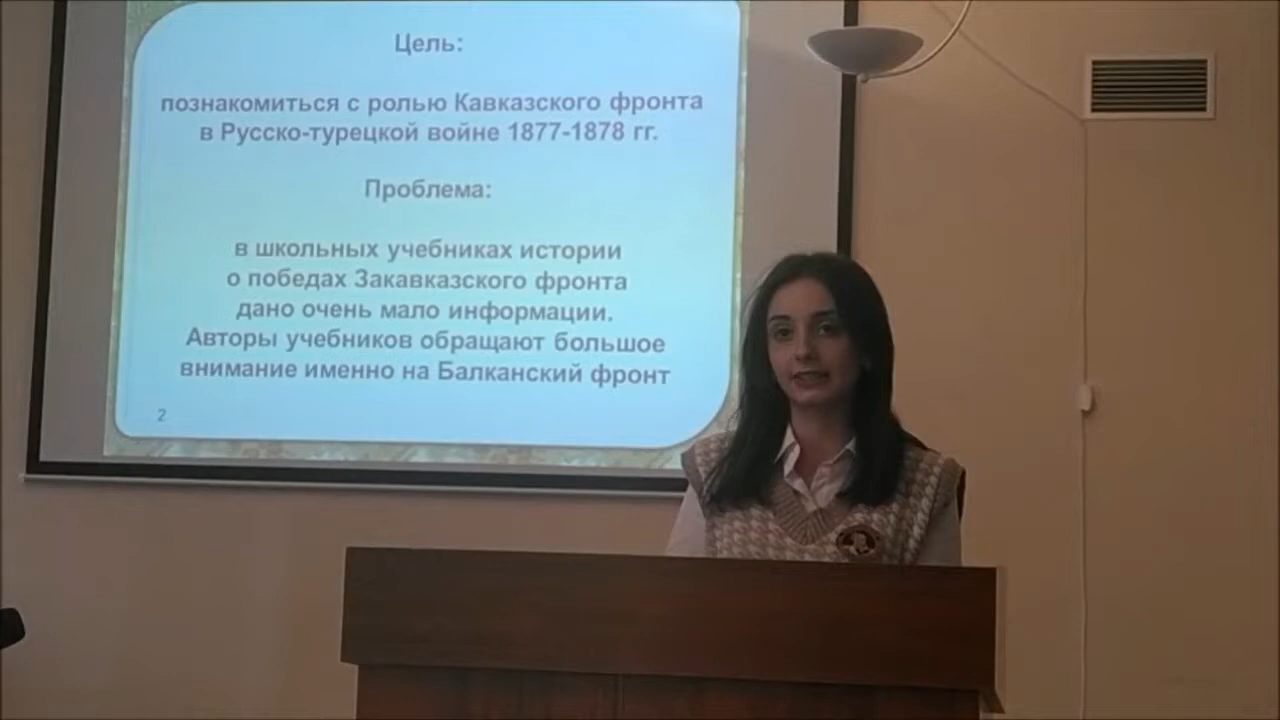 Цель:
познакомиться с ролью Кавказского фронта
в Русско-турецкой войне 1877-1878 гг.
Проблема:
в школьных учебниках истории
о победах Закавказского фронта
дано очень мало информации.
Авторы учебников обращают большое
внимание именно на Балканский фронт
2